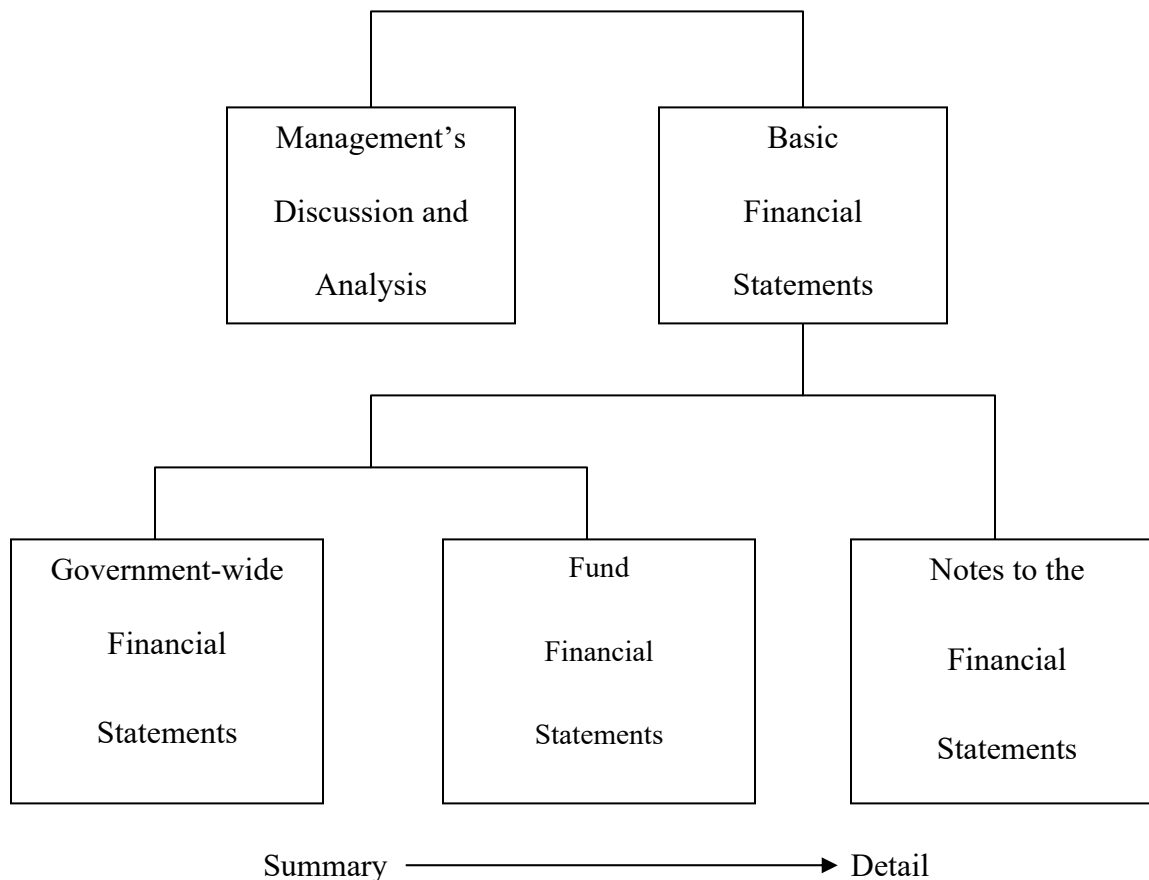 Management’s
Discussion and
Analysis
Basic
Financial
Statements
Government-wide
Financial
Statements
Fund
Financial
Statements
Notes to the
Financial
Statements
Summary Detail